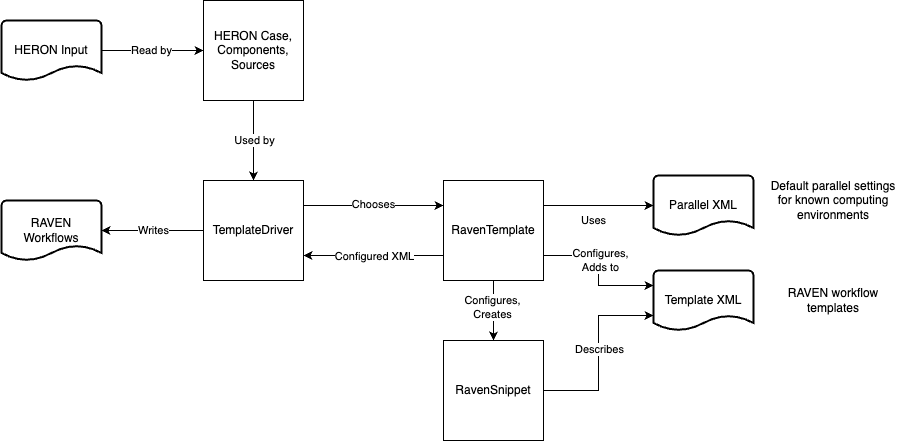 HERON Input
Read by
HERON Case,
Components,
Sources
Used by
RAVEN
Workflows
Writes
TemplateDriver
Chooses
Configured XML
RavenTemplate
Uses
Parallel XML
Default parallel settings
for known computing
environments
Configures,
Adds to
Template XML
RAVEN workflow
templates
Configures,
Creates
Describes
RavenSnippet